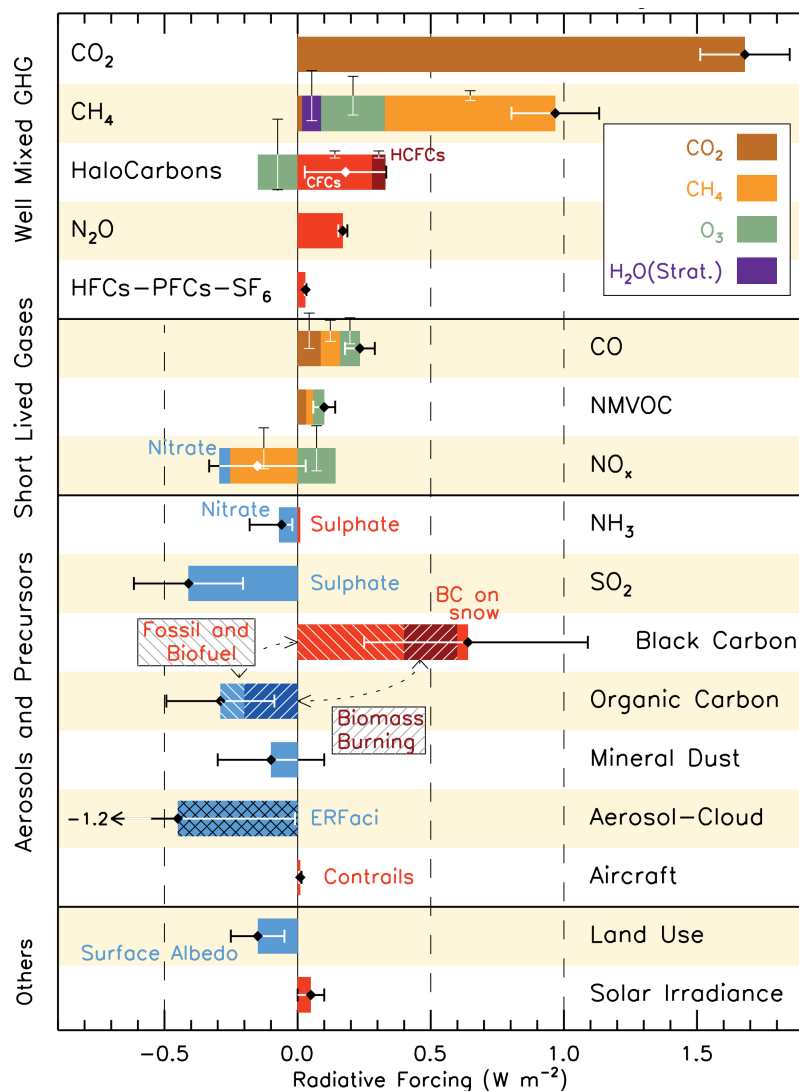 Well Mixed GHG
CO₂
CH₄
HaloCarbons
CFCs
HCFCs
N₂O
HFCs-PFCs-SF₆
CO₂
CH₄
O₃
H₂O(Strat.)
Short Lived Gases
CO
NMVOC
Nitrate
NOₓ
Aerosols and Precursors
Nitrate
Sulphate
NH₃
Sulphate
SO₂
BC on
snow
Fossil and
Biofuel
Black Carbon
Organic Carbon
Biomass
Burning
Mineral Dust
-1.2
ERFaci
Aerosol-Cloud
Contrails
Aircraft
Others
Surface Albedo
Land Use
Solar Irradiance
-0.5 0.0 0.5 1.0 1.5
Radiative Forcing (W m⁻²)